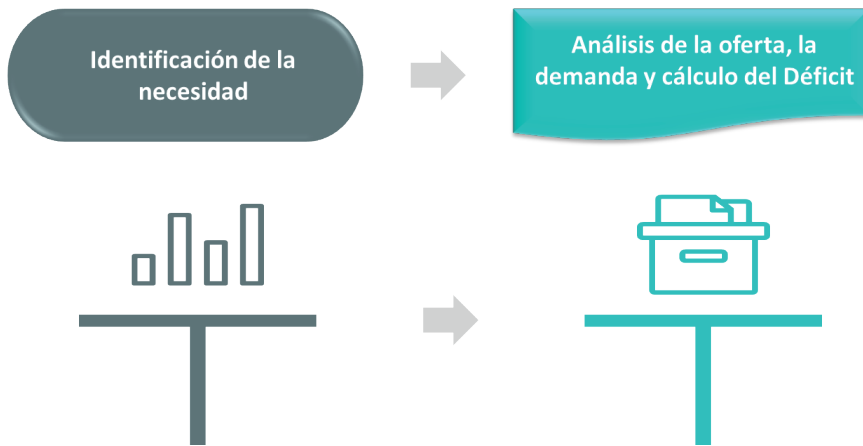 Identificación de la
necesidad
Análisis de la oferta, la
demanda y cálculo del Déficit